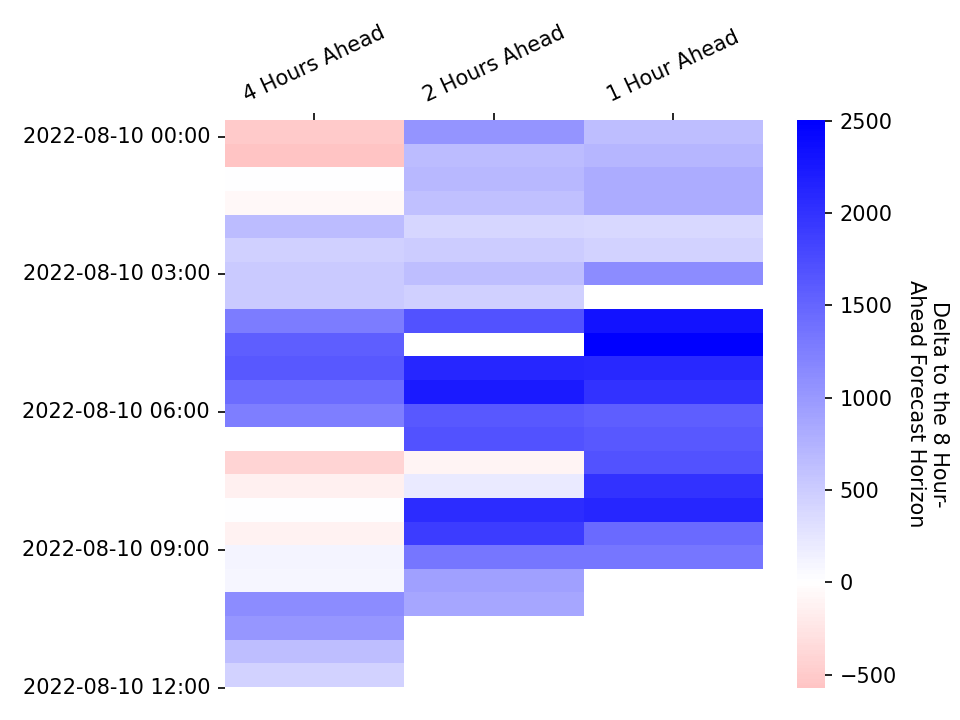 4 Hours Ahead
2 Hours Ahead
1 Hour Ahead
2022-08-10 00:00
2022-08-10 03:00
2022-08-10 06:00
2022-08-10 09:00
2022-08-10 12:00
2500
2000
1500
1000
500
0
−500
Delta to the 8 Hour-
Ahead Forecast Horizon